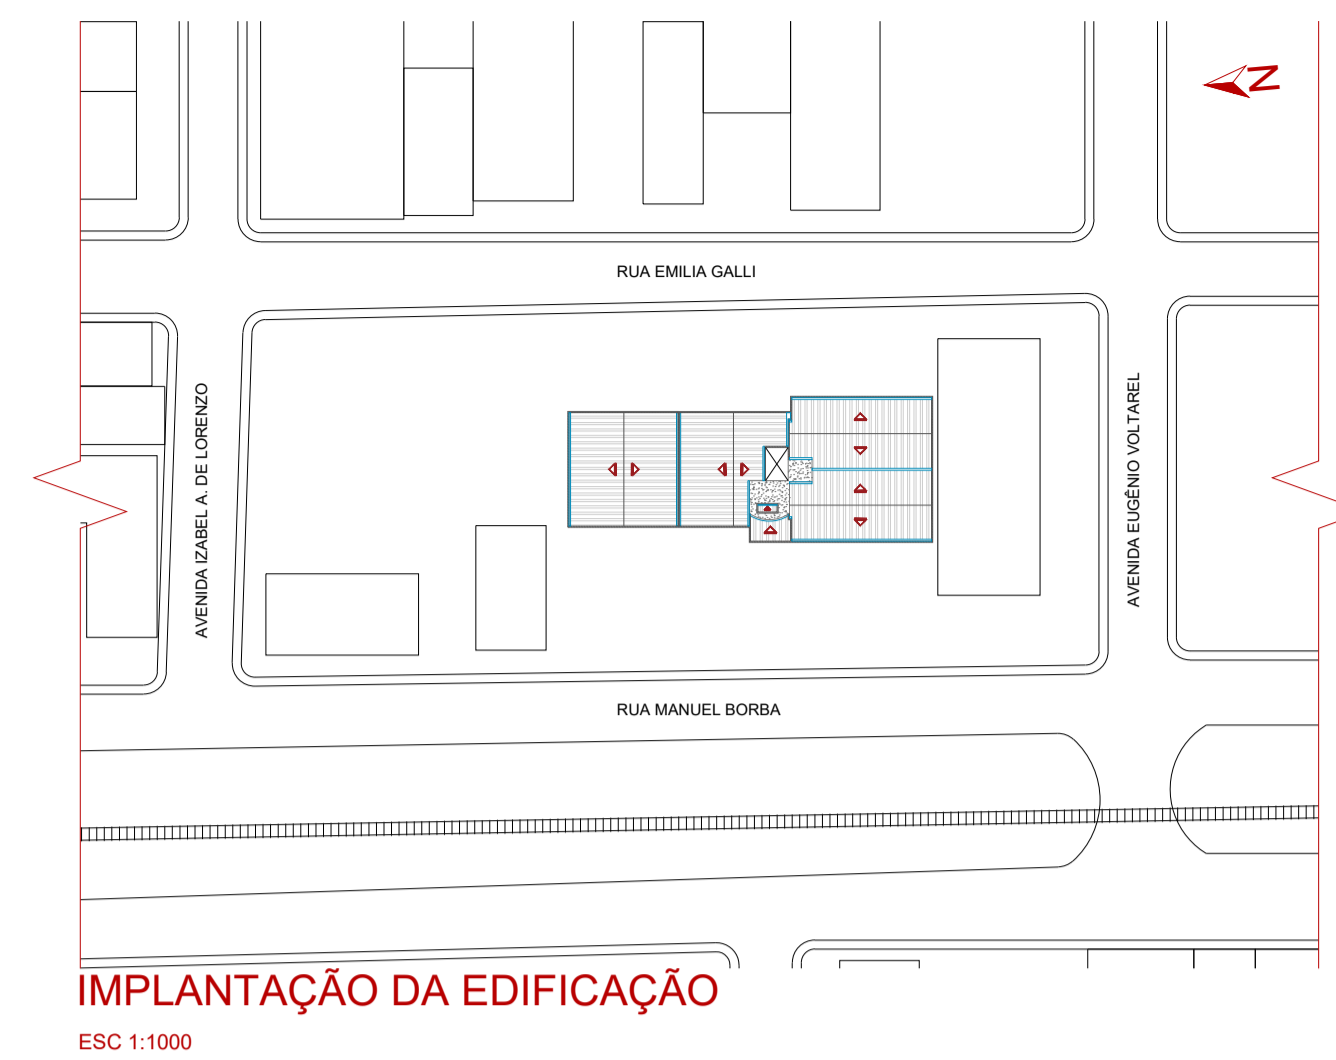 N
RUA EMILIA GALLI
AVENIDA IZABEL A. DE LORENZO
AVENIDA EUGÊNIO VOLTAREL
RUA MANUEL BORBA
IMPLANTAÇÃO DA EDIFICAÇÃO
ESC 1:1000